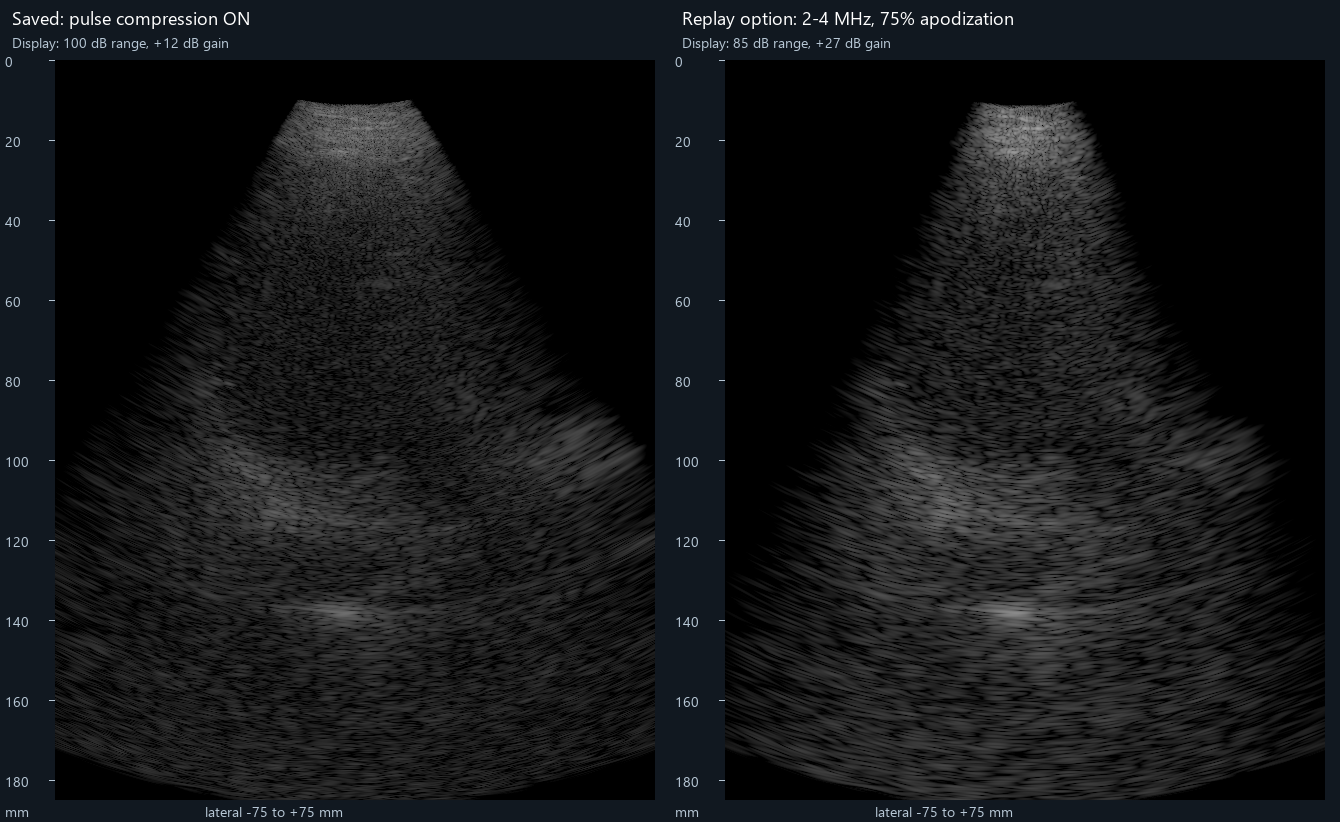 Saved: pulse compression ON
Display: 100 dB range, +12 dB gain
0
20
40
60
80
100
120
140
160
180
mm
lateral -75 to +75 mm
Replay option: 2-4 MHz, 75% apodization
Display: 85 dB range, +27 dB gain
0
20
40
60
80
100
120
140
160
180
mm
lateral -75 to +75 mm